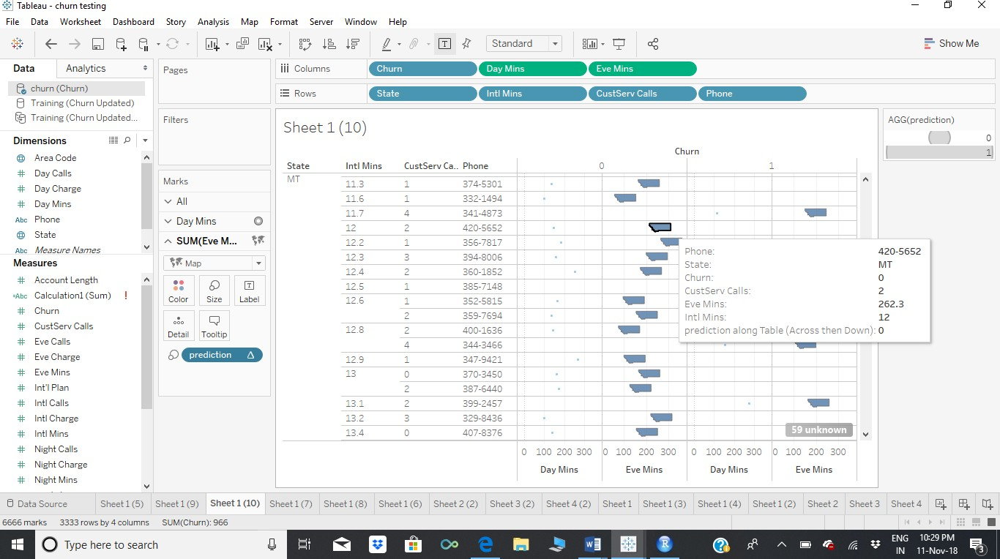 Tableau - churn testing
File Data Worksheet Dashboard Story Analysis Map Format Server Window Help
Standard Show Me
Data Analytics
churn (Churn)
Training (Churn Updated)
Training (Churn Updated...
Dimensions
Area Code
Day Calls
Day Charge
Day Mins
Abc Phone
State
Abc Measure Names
Measures
Account Length
=Abc Calculation1 (Sum) !
Churn
CustServ Calls
Eve Calls
Eve Charge
Eve Mins
Int'l Plan
Intl Calls
Intl Charge
Intl Mins
Night Calls
Night Charge
Night Mins
Pages
Filters
Marks
All
Day Mins
SUM(Eve M...
Map
Color Size Label
Detail Tooltip
prediction
Columns Churn Day Mins Eve Mins
Rows State Intl Mins CustServ Calls Phone
Sheet 1 (10)
Churn
State Intl Mins CustServ Ca.. Phone 0 1
MT
11.3 1 374-5301
11.6 1 332-1494
11.7 4 341-4873
12 2 420-5652
12.2 1 356-7817
12.3 3 394-8006
12.4 2 360-1852
12.5 1 385-7148
12.6 1 352-5815
2 359-7694
12.8 2 400-1636
4 344-3466
12.9 1 347-9421
13 0 370-3450
2 387-6440
13.1 2 399-2457
13.2 3 329-8436
13.4 0 407-8376
Phone: 420-5652
State: MT
Churn: 0
CustServ Calls: 2
Eve Mins: 262.3
Intl Mins: 12
prediction along Table (Across then Down): 0
59 unknown
0 100 200 300 0 100 200 300 0 100 200 300 0 100 200 300
Day Mins Eve Mins Day Mins Eve Mins
AGG(prediction)
0
1
Data Source Sheet 1 (5) Sheet 1 (9) Sheet 1 (10) Sheet 1 (7) Sheet 1 (8) Sheet 1 (6) Sheet 2 (2) Sheet 3 (2) Sheet 4 (2) Sheet 1 Sheet 1 (3) Sheet 1 (4) Sheet 1 (2) Sheet 2 Sheet 3 Sheet 4
6666 marks 3333 rows by 4 columns SUM(Churn): 966
Type here to search
ENG 10:29 PM
IN 11-Nov-18
3